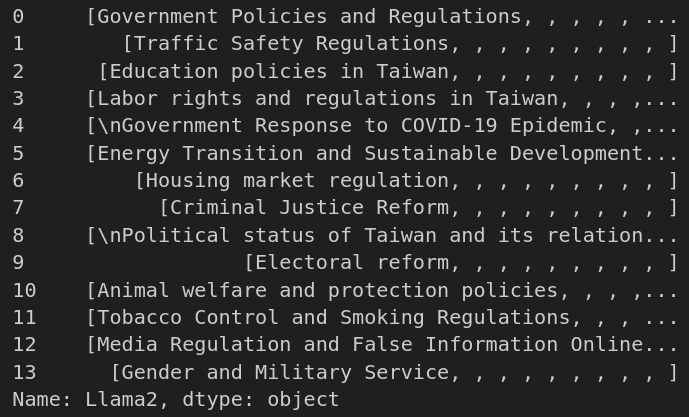 0     [Government Policies and Regulations, , , , , ...
1        [Traffic Safety Regulations, , , , , , , , , ]
2      [Education policies in Taiwan, , , , , , , , , ]
3     [Labor rights and regulations in Taiwan, , , ,...
4     [\nGovernment Response to COVID-19 Epidemic, ,...
5     [Energy Transition and Sustainable Development...
6         [Housing market regulation, , , , , , , , , ]
7           [Criminal Justice Reform, , , , , , , , , ]
8     [\nPolitical status of Taiwan and its relation...
9                  [Electoral reform, , , , , , , , , ]
10    [Animal welfare and protection policies, , , ,...
11    [Tobacco Control and Smoking Regulations, , , ...
12    [Media Regulation and False Information Online...
13      [Gender and Military Service, , , , , , , , , ]
Name: Llama2, dtype: object